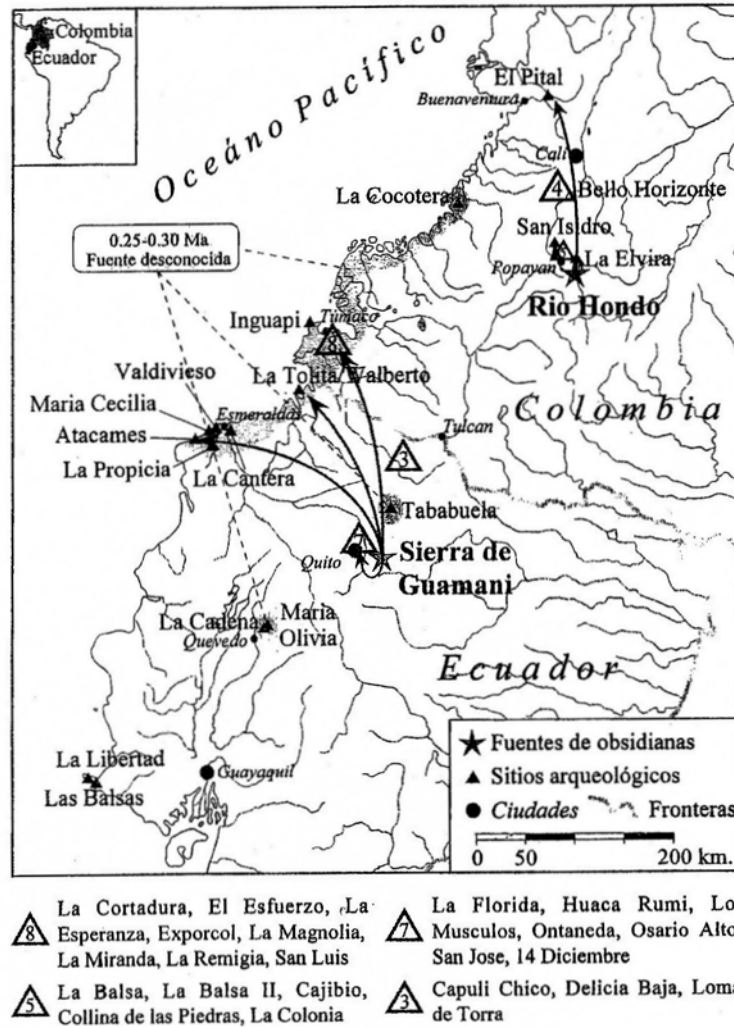 Colombia
Ecuador
Océano Pacífico
El Pital
Buenaventura
Cali
4
Bello Horizonte
La Cocotera
San Isidro
Popayan
La Elvira
Rio Hondo
0.25-0.30 Ma
Fuente desconocida
Inguapi
Tumaco
8
La Tolita/Valberto
Valdivieso
Maria Cecilia
Esmeraldas
Atacames
La Propicia
La Cantera
Colombia
Tulcan
3
Tababuela
7
Quito
Sierra de
Guamani
La Cadena
Maria
Olivia
Quevedo
Ecuador
La Libertad
Las Balsas
Guayaquil
Fuentes de obsidianas
Sitios arqueológicos
Ciudades
Fronteras
0 50 200 km.
8
La Cortadura, El Esfuerzo, La
Esperanza, Exporcol, La Magnolia,
La Miranda, La Remigia, San Luis
7
La Florida, Huaca Rumi, Lo
Musculos, Ontaneda, Osario Alto
San Jose, 14 Diciembre
5
La Balsa, La Balsa II, Cajibio,
Collina de las Piedras, La Colonia
3
Capuli Chico, Delicia Baja, Loma
de Torra